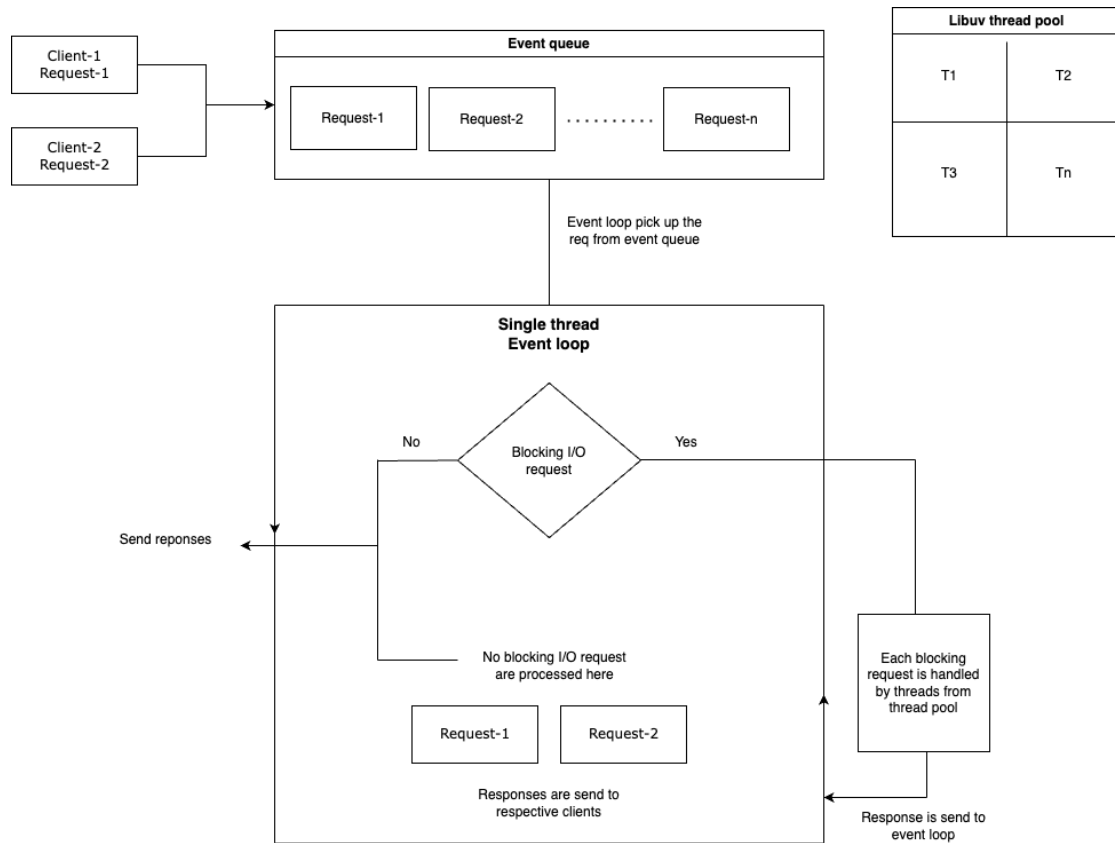 Libuv thread pool
T1
T2
T3
Tn
Client-1
Request-1
Client-2
Request-2
Event queue
Request-1
Request-2
..........
Request-n
Event loop pick up the
req from event queue
Single thread
Event loop
Blocking I/O
request
No
Yes
Send reponses
No blocking I/O request
are processed here
Request-1
Request-2
Responses are send to
respective clients
Each blocking
request is handled
by threads from
thread pool
Response is send to
event loop